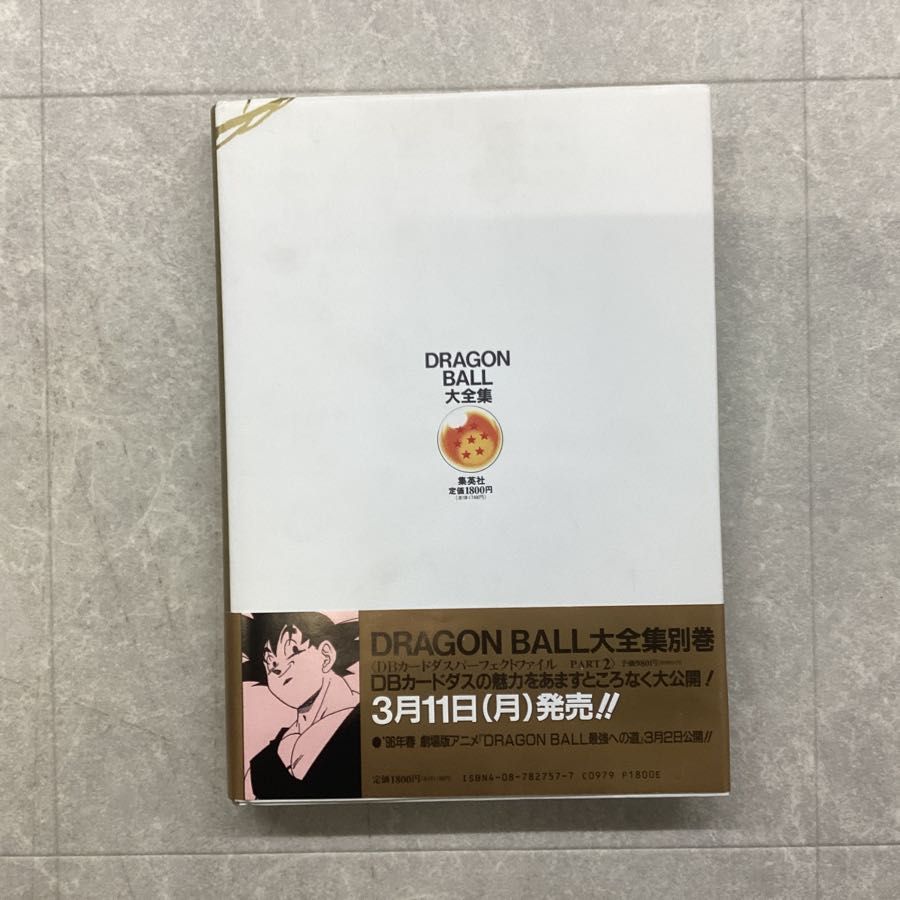 DRAGON
BALL
大全集
集英社
定価1800円
DRAGON BALL大全集別巻
〈DBカードダスパーフェクトファイル PART2〉
DBカードダスの魅力をあますところなく大公開！
3月11日(月)発売!!
●'96年春 劇場版アニメ『DRAGON BALL最強への道』3月2日公開!!
定価1800円
ISBN4-08-782757-7 C0979 P1800E